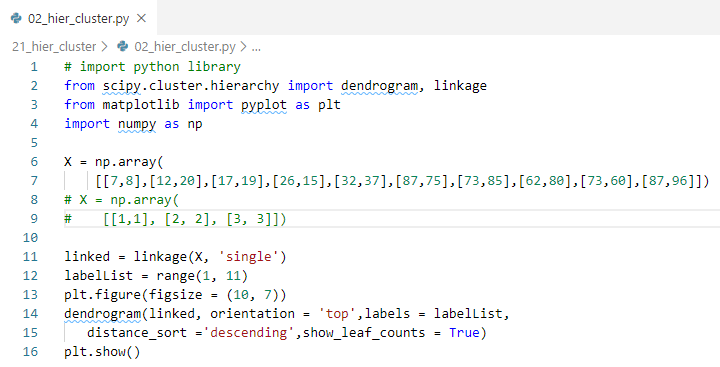 02_hier_cluster.py ×
21_hier_cluster > 02_hier_cluster.py > ...
1 # import python library
2 from scipy.cluster.hierarchy import dendrogram, linkage
3 from matplotlib import pyplot as plt
4 import numpy as np
5
6 X = np.array(
7     [[7,8],[12,20],[17,19],[26,15],[32,37],[87,75],[73,85],[62,80],[73,60],[87,96]])
8 # X = np.array(
9 #    [[1,1], [2, 2], [3, 3]])
10
11 linked = linkage(X, 'single')
12 labelList = range(1, 11)
13 plt.figure(figsize = (10, 7))
14 dendrogram(linked, orientation = 'top',labels = labelList,
15    distance_sort ='descending',show_leaf_counts = True)
16 plt.show()